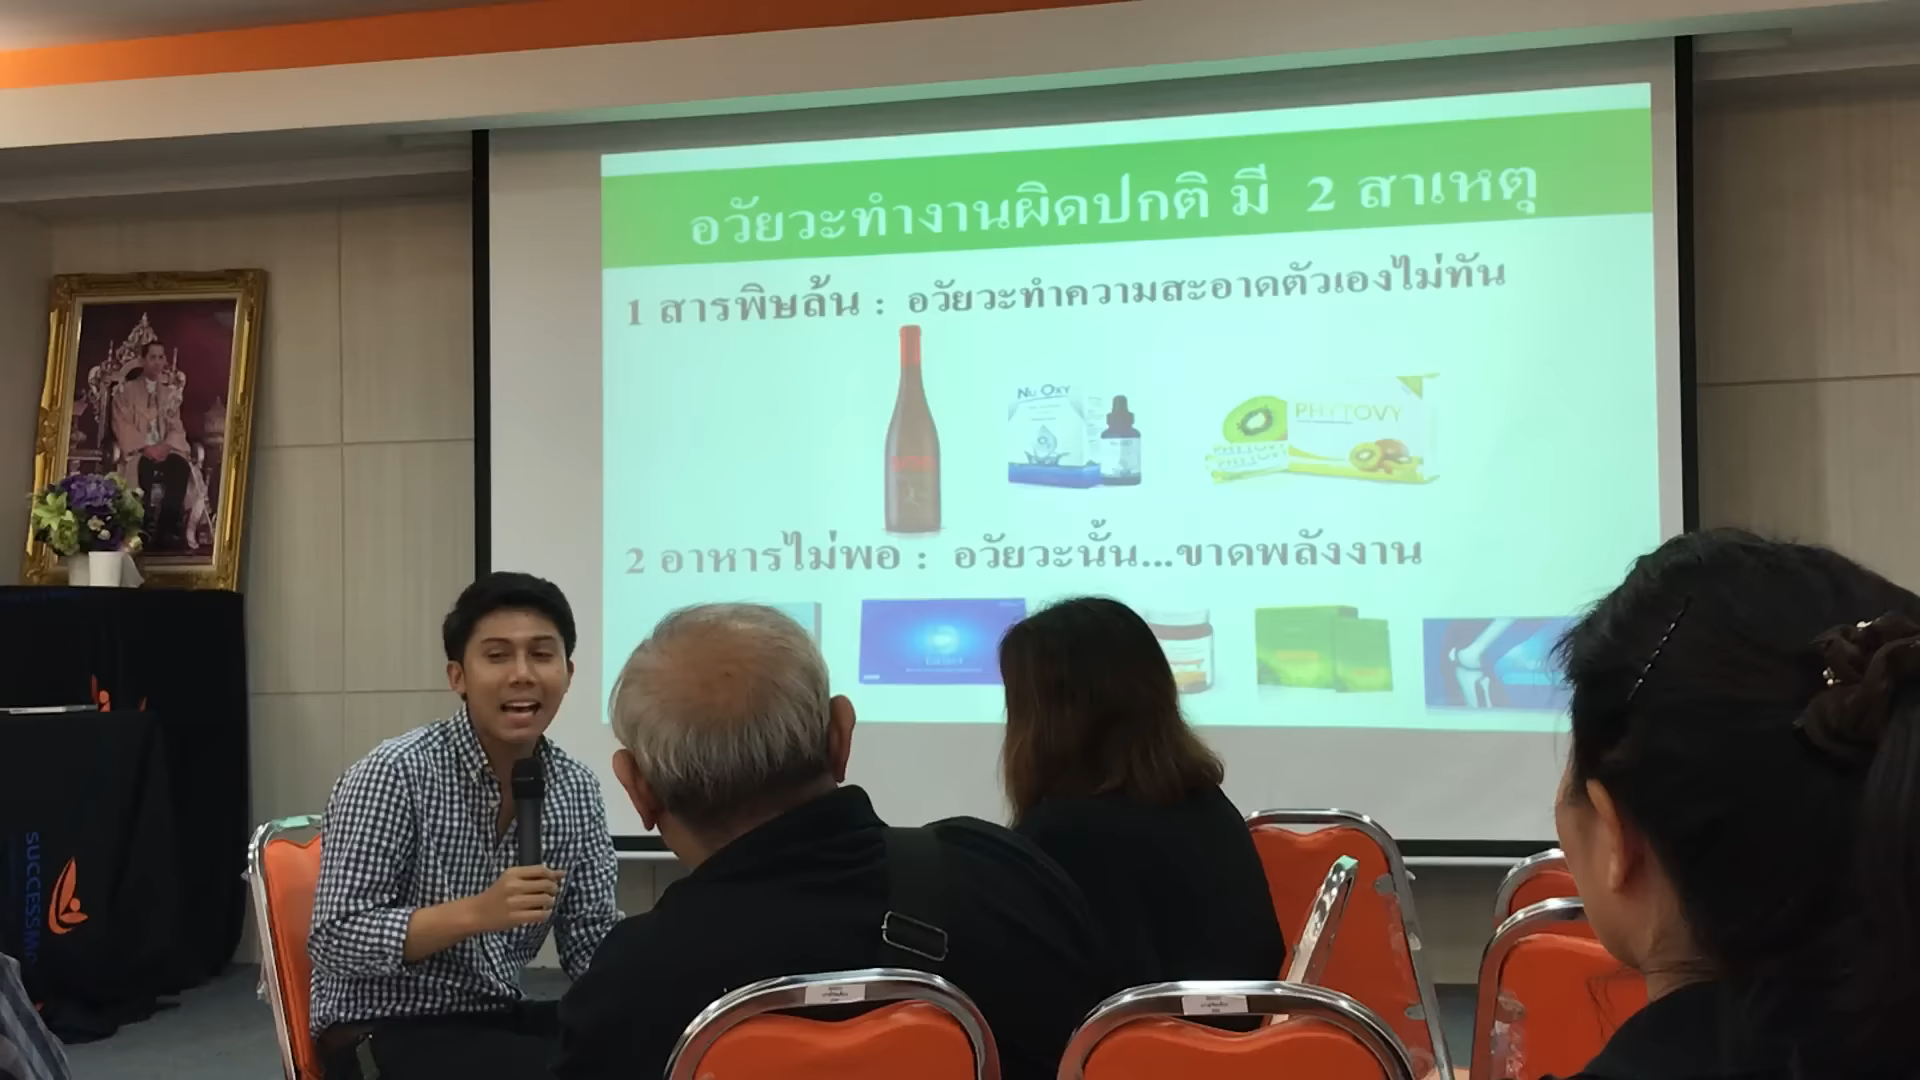 อวัยวะทำงานผิดปกติ มี 2 สาเหตุ
1 สารพิษล้น : อวัยวะทำความสะอาดตัวเองไม่ทัน
NU OXY
PHYTOVY
PHYTOVY
2 อาหารไม่พอ : อวัยวะนั้น...ขาดพลังงาน
SUCCESSMO